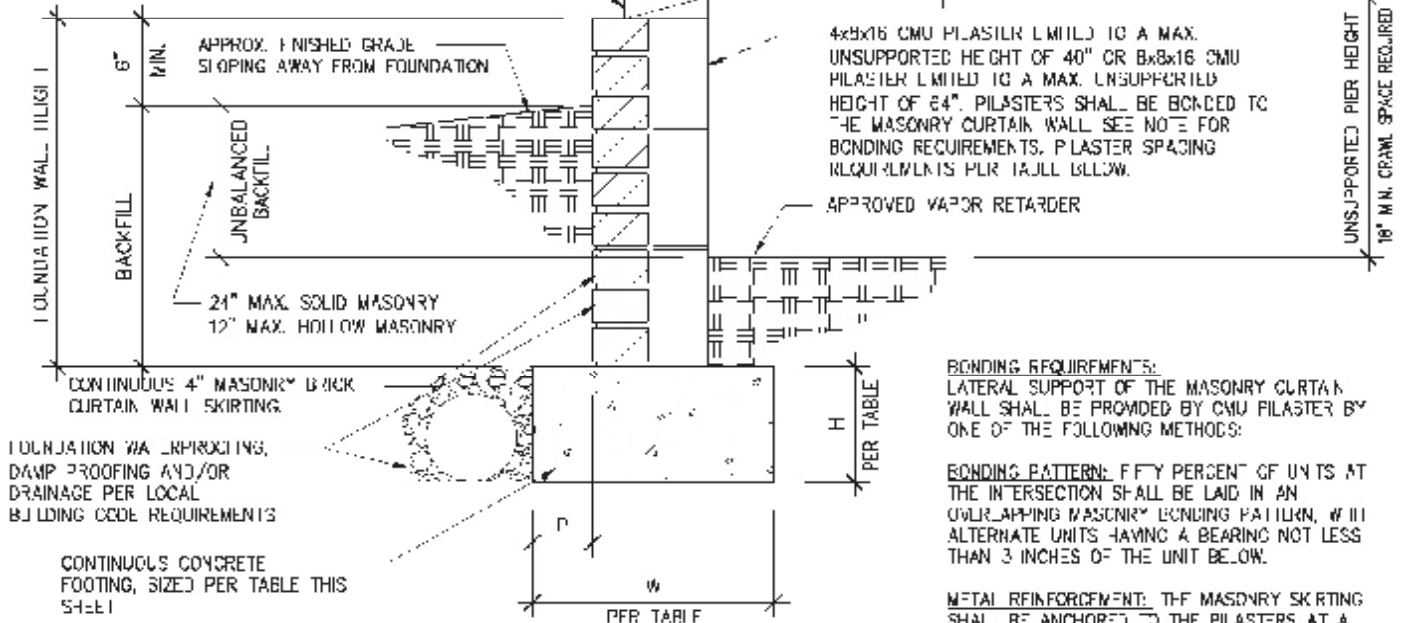 FOUNDATION WALL HEIGHT
6"
MIN.
BACKFILL
UNBALANCED
BACKFILL
APPROX. FINISHED GRADE
SLOPING AWAY FROM FOUNDATION
24" MAX. SOLID MASONRY
12" MAX. HOLLOW MASONRY
CONTINUOUS 4" MASONRY BRICK
CURTAIN WALL SKIRTING
FOUNDATION WATERPROOFING,
DAMP PROOFING AND/OR
DRAINAGE PER LOCAL
BUILDING CODE REQUIREMENTS
CONTINUOUS CONCRETE
FOOTING, SIZED PER TABLE THIS
SHEET
P
W
PER TABLE
H
PER TABLE
4x8x16 CMU PILASTER LIMITED TO A MAX.
UNSUPPORTED HEIGHT OF 40" OR 8x8x16 CMU
PILASTER LIMITED TO A MAX. UNSUPPORTED
HEIGHT OF 64". PILASTERS SHALL BE BONDED TO
THE MASONRY CURTAIN WALL SEE NOTE FOR
BONDING REQUIREMENTS. PILASTER SPACING
REQUIREMENTS PER TABLE BELOW.
APPROVED VAPOR RETARDER
UNSUPPORTED PIER HEIGHT
18" MIN. CRAWL SPACE REQUIRED
BONDING REQUIREMENTS:
LATERAL SUPPORT OF THE MASONRY CURTAIN
WALL SHALL BE PROVIDED BY CMU PILASTER BY
ONE OF THE FOLLOWING METHODS:
BONDING PATTERN: FIFTY PERCENT OF UNITS AT
THE INTERSECTION SHALL BE LAID IN AN
OVERLAPPING MASONRY BONDING PATTERN, WITH
ALTERNATE UNITS HAVING A BEARING NOT LESS
THAN 3 INCHES OF THE UNIT BELOW.
METAL REINFORCEMENT: THE MASONRY SKIRTING
SHALL BE ANCHORED TO THE PILASTERS AT A